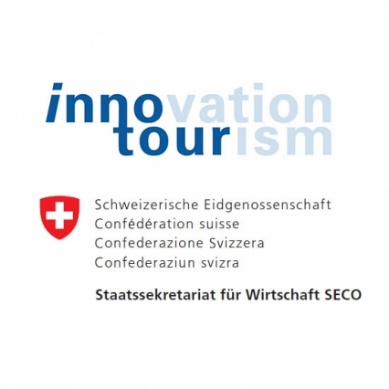 innovation
tourism
Schweizerische Eidgenossenschaft
Confédération suisse
Confederazione Svizzera
Confederaziun svizra
Staatssekretariat für Wirtschaft SECO